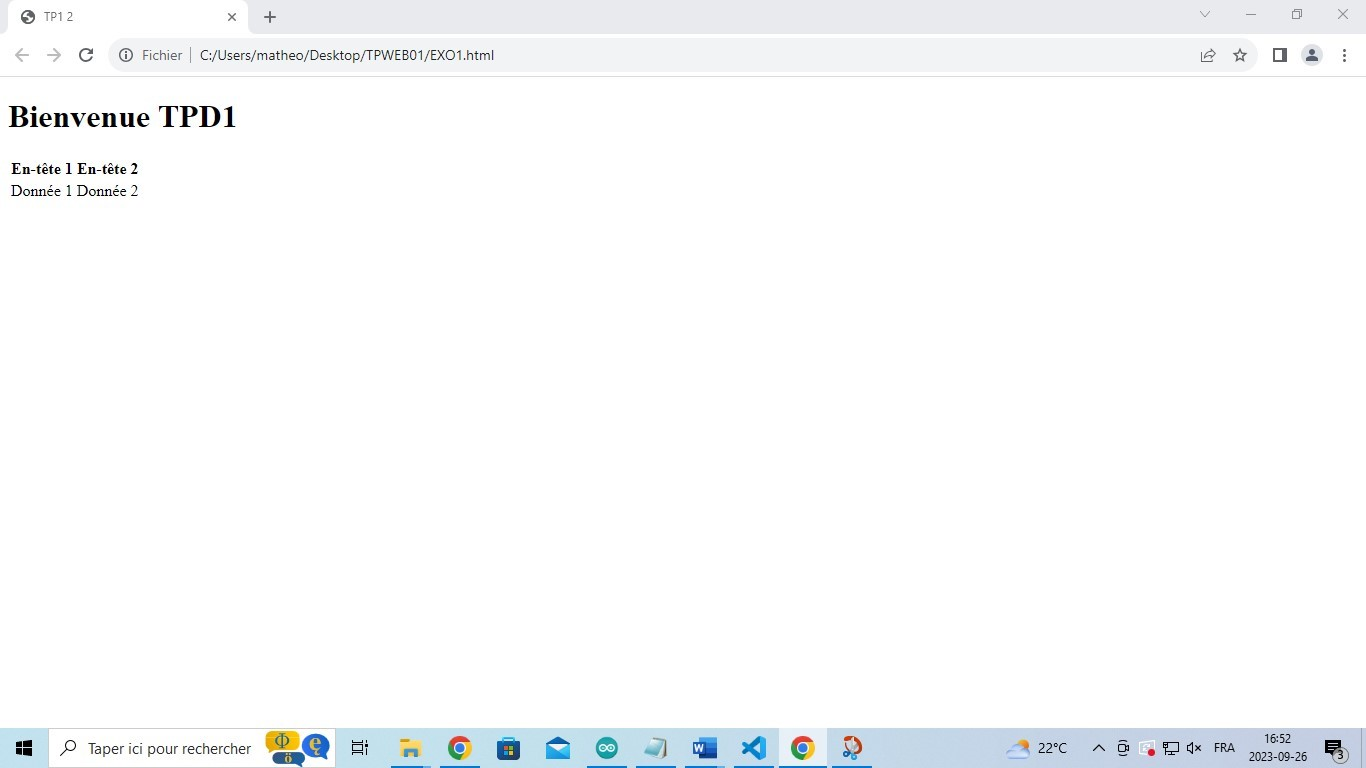 TP1 2
Fichier C:/Users/matheo/Desktop/TPWEB01/EXO1.html
Bienvenue TPD1
En-tête 1 En-tête 2
Donnée 1 Donnée 2
Taper ici pour rechercher
22°C
FRA
16:52
2023-09-26
3